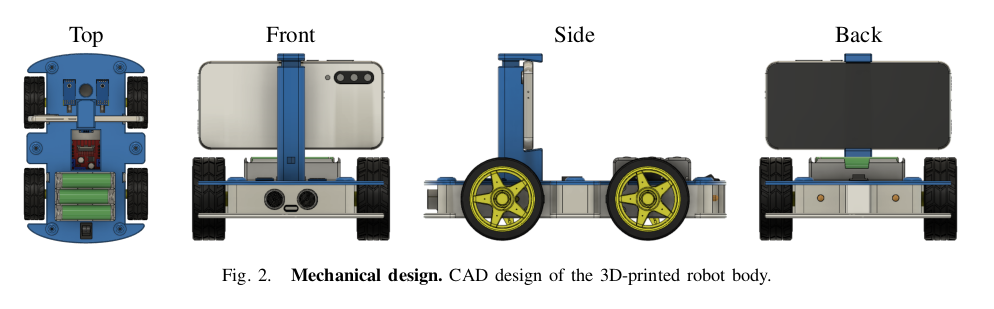 Top Front Side Back
Fig. 2. Mechanical design. CAD design of the 3D-printed robot body.